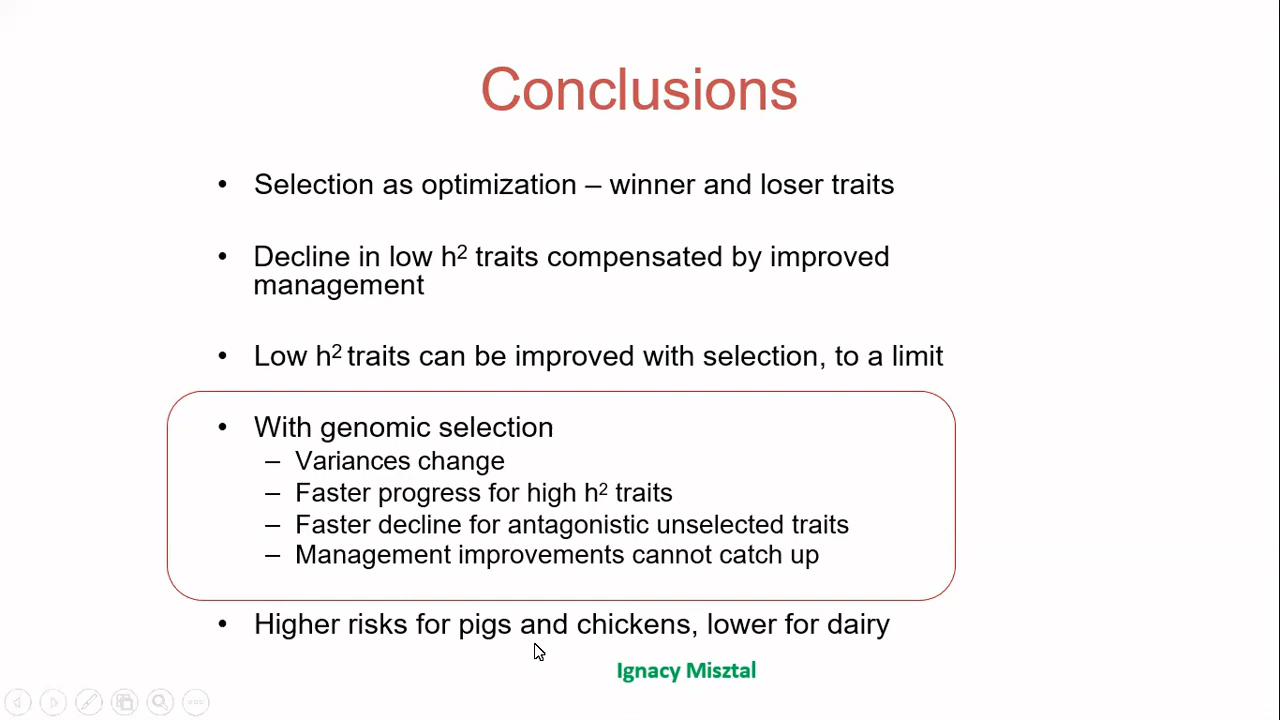 Conclusions
• Selection as optimization – winner and loser traits
• Decline in low h² traits compensated by improved
management
• Low h² traits can be improved with selection, to a limit
• With genomic selection
– Variances change
– Faster progress for high h² traits
– Faster decline for antagonistic unselected traits
– Management improvements cannot catch up
• Higher risks for pigs and chickens, lower for dairy
Ignacy Misztal